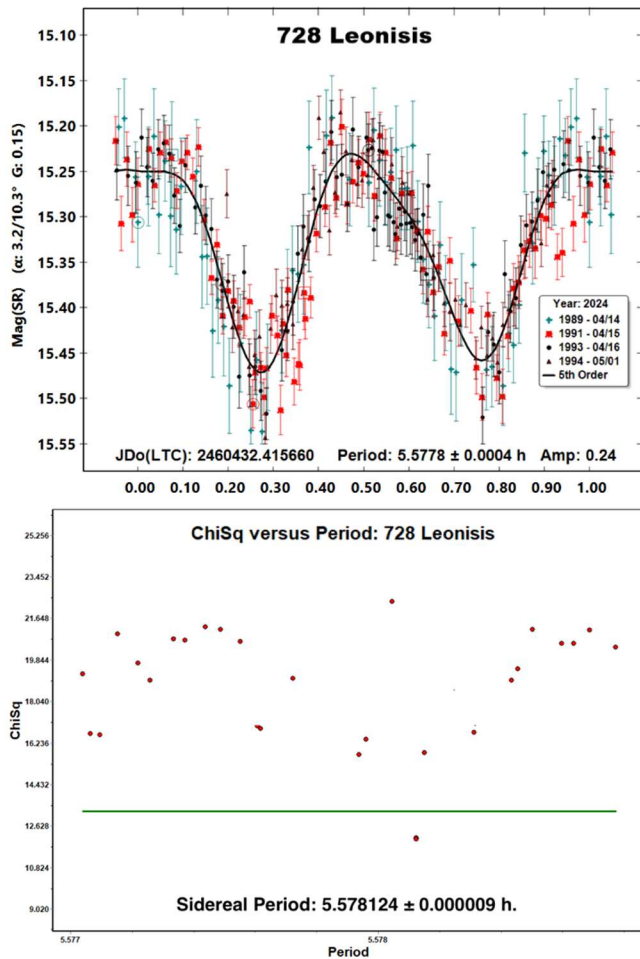 728 Leonisis
15.10
15.15
15.20
15.25
15.30
15.35
15.40
15.45
15.50
15.55
Mag(SR) (α: 3.2/10.3° G: 0.15)
Year: 2024
1989 - 04/14
1991 - 04/15
1993 - 04/16
1994 - 05/01
5th Order
JDo(LTC): 2460432.415660 Period: 5.5778 ± 0.0004 h Amp: 0.24
0.00 0.10 0.20 0.30 0.40 0.50 0.60 0.70 0.80 0.90 1.00
ChiSq versus Period: 728 Leonisis
25.256
23.452
21.648
19.844
18.040
16.236
14.432
12.628
10.824
9.020
ChiSq
Sidereal Period: 5.578124 ± 0.000009 h.
5.577 5.578
Period